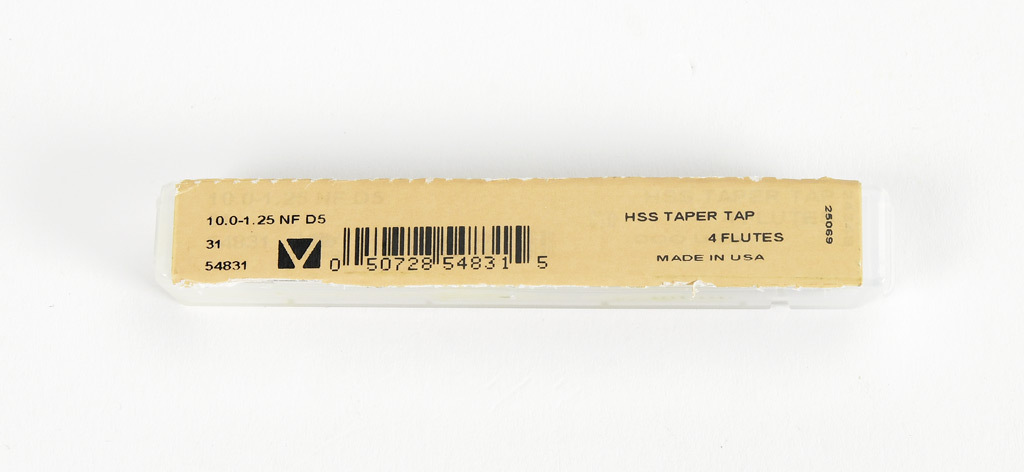 10.0-1.25 NF D5
31
54831
0 50728 54831 5
HSS TAPER TAP
4 FLUTES
MADE IN USA
25069